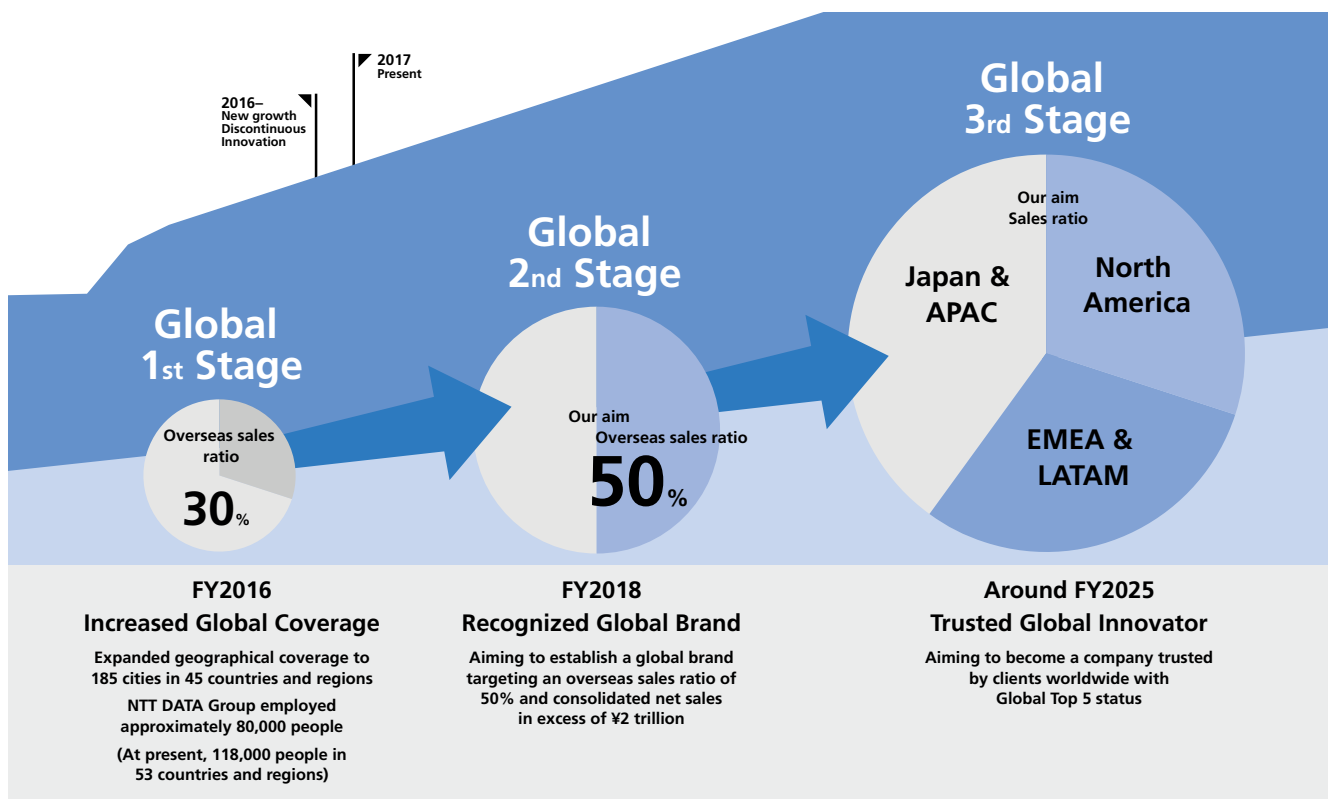 2017
Present
2016–
New growth
Discontinuous
Innovation
Global
1st Stage
Overseas sales
ratio
30%
FY2016
Increased Global Coverage
Expanded geographical coverage to
185 cities in 45 countries and regions
NTT DATA Group employed
approximately 80,000 people
(At present, 118,000 people in
53 countries and regions)
Global
2nd Stage
Our aim
Overseas sales ratio
50%
FY2018
Recognized Global Brand
Aiming to establish a global brand
targeting an overseas sales ratio of
50% and consolidated net sales
in excess of ¥2 trillion
Global
3rd Stage
Our aim
Sales ratio
Japan &
APAC
North
America
EMEA &
LATAM
Around FY2025
Trusted Global Innovator
Aiming to become a company trusted
by clients worldwide with
Global Top 5 status